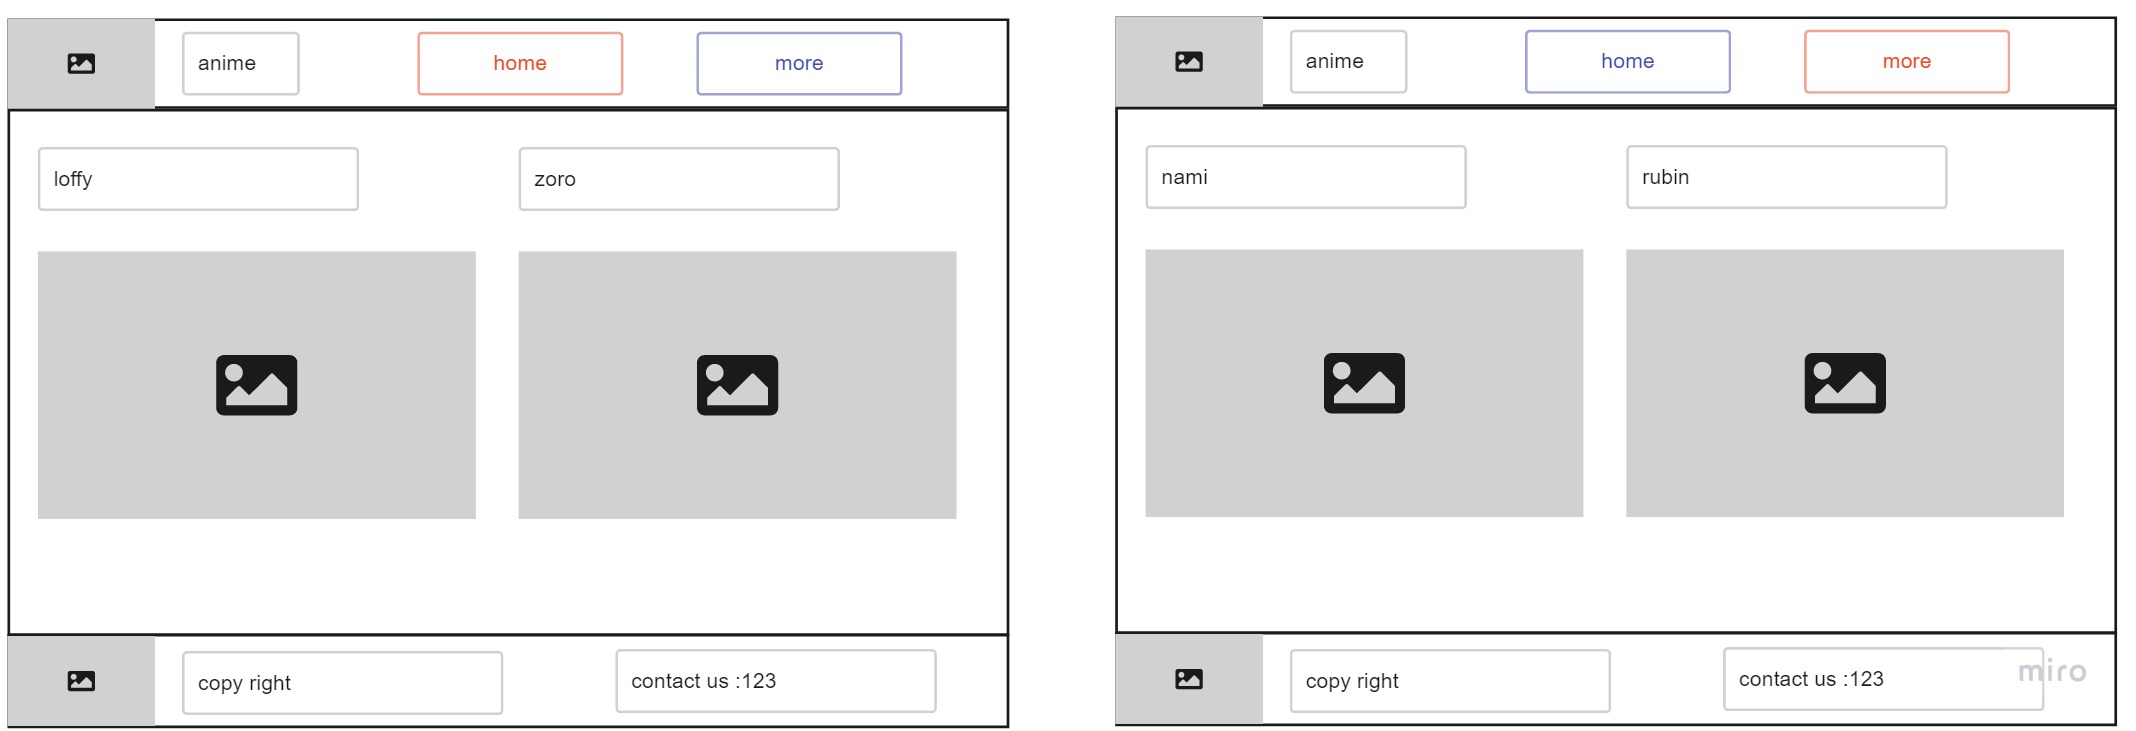 anime
home
more
loffy
zoro
copy right
contact us :123
anime
home
more
nami
rubin
copy right
contact us :123
miro